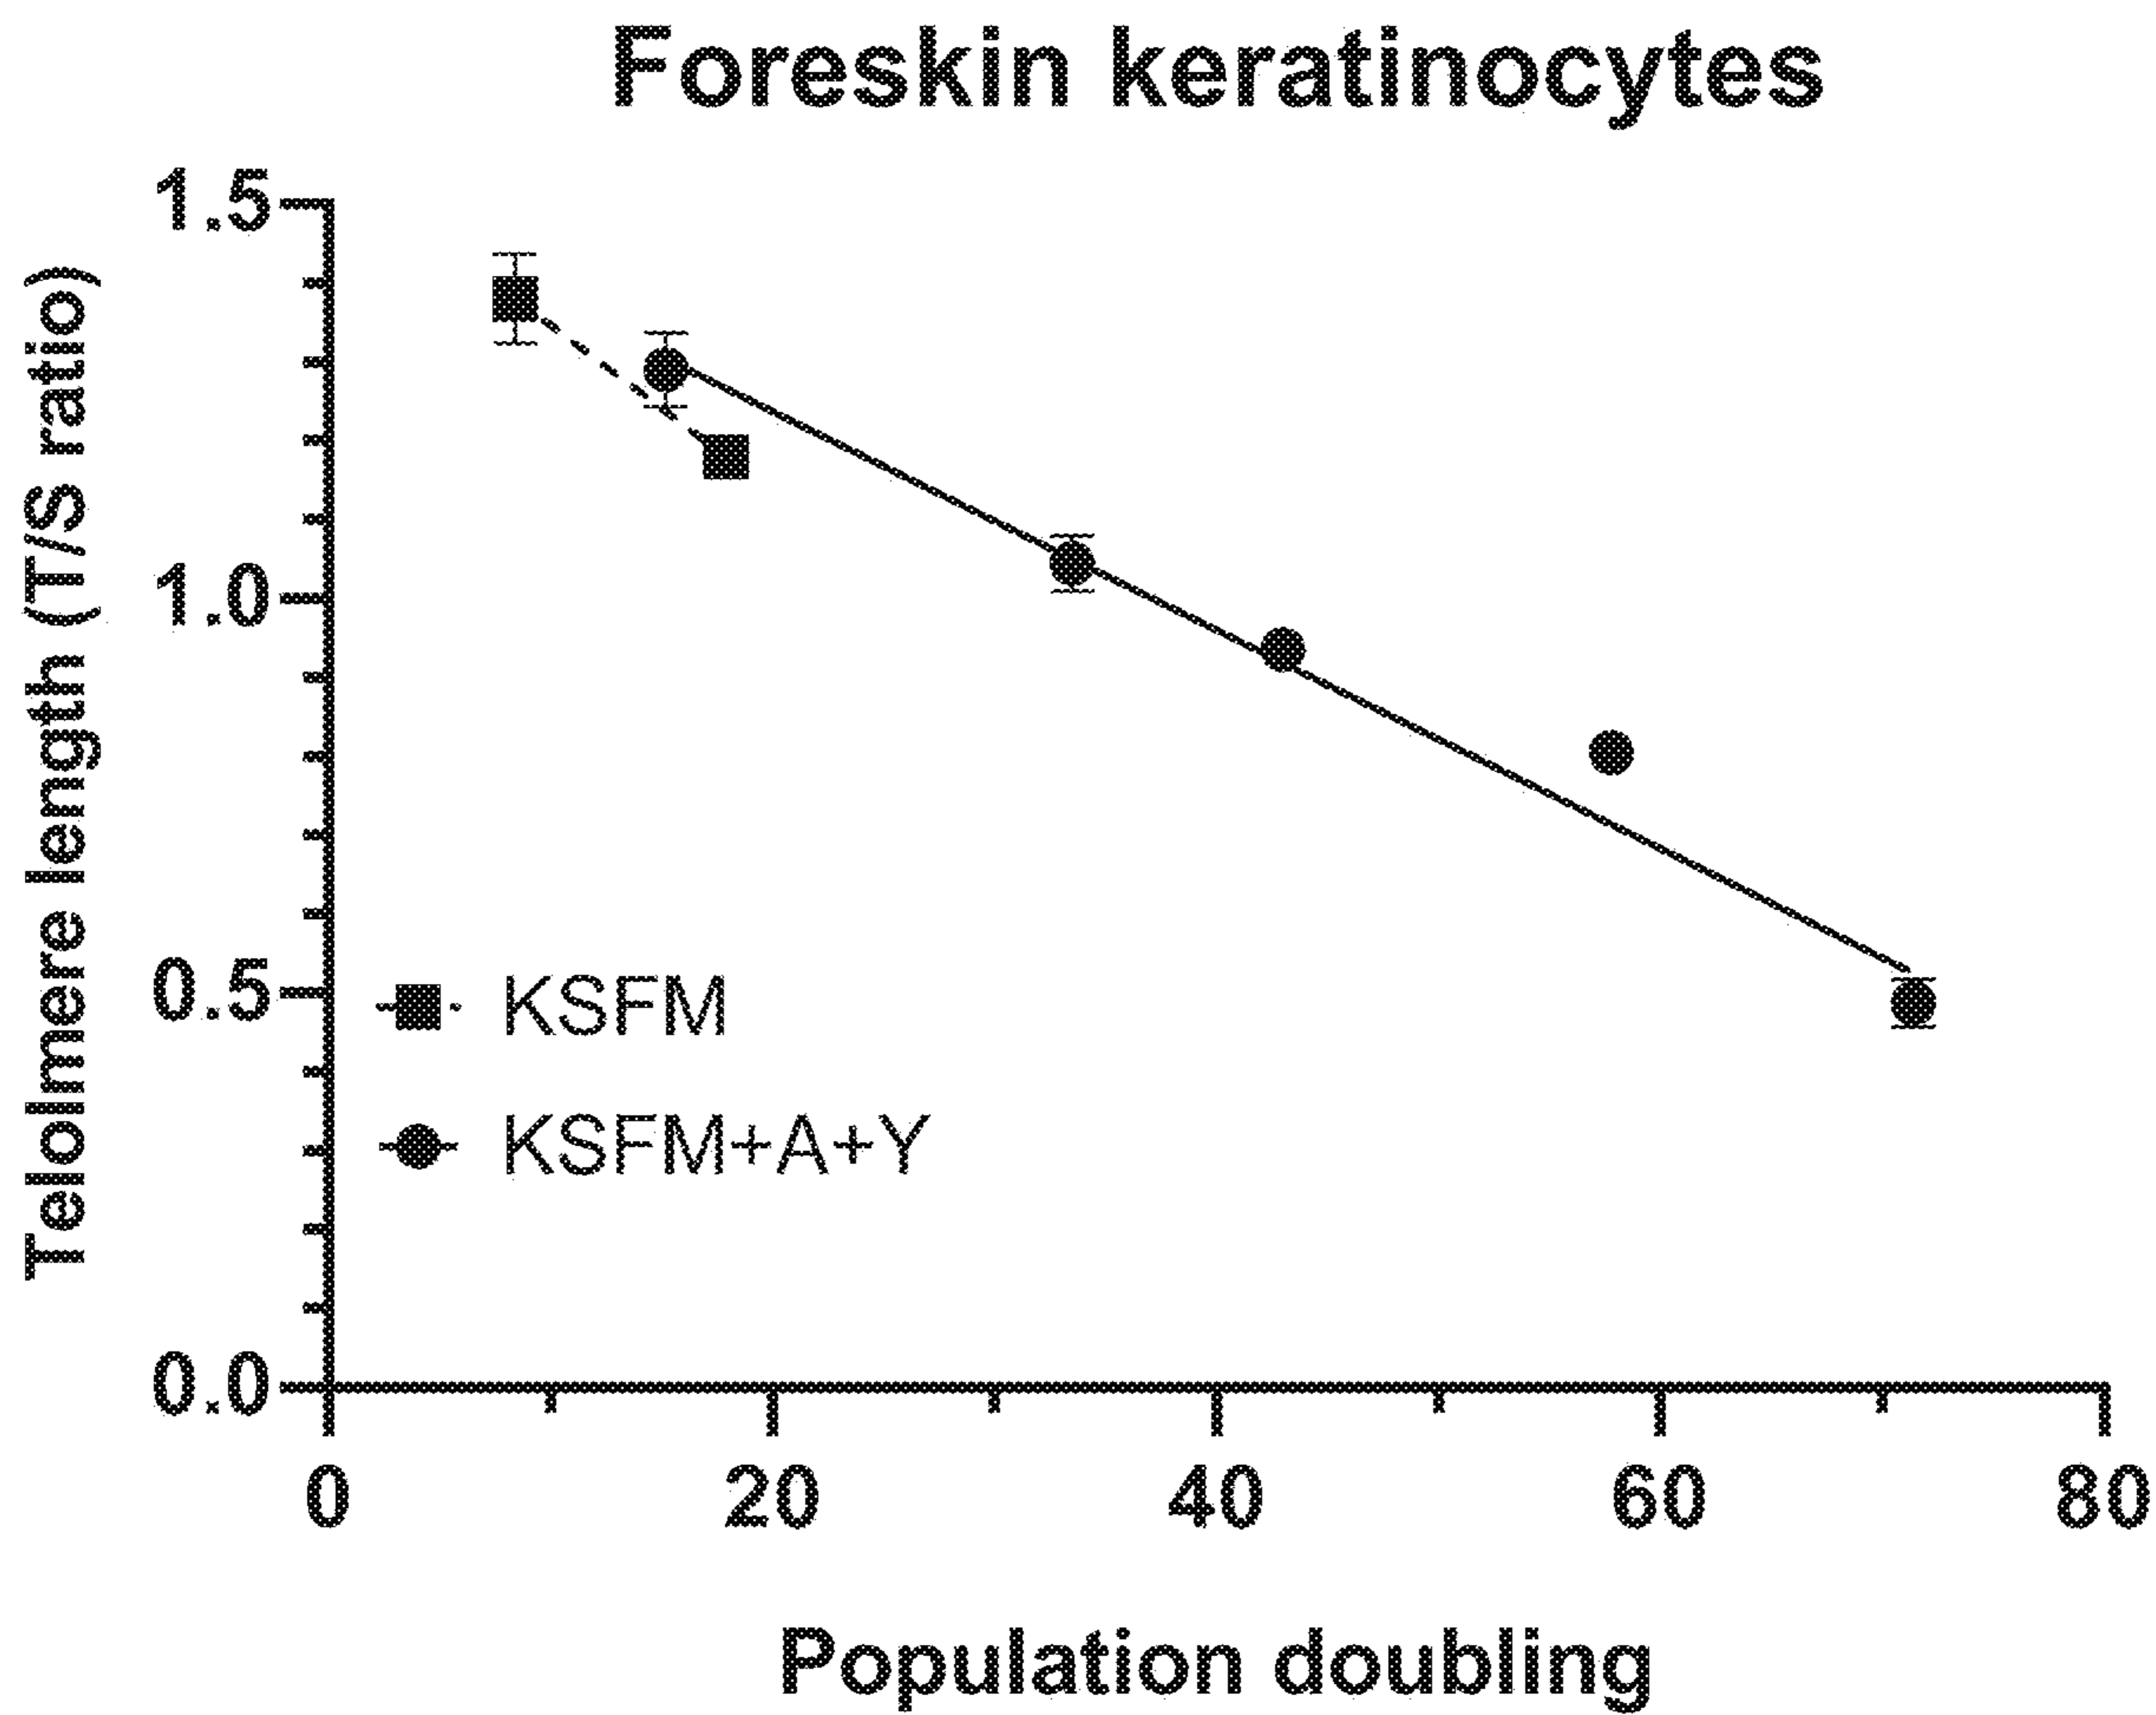 Foreskin keratinocytes
Telolmere length (T/S ratio)
1.5
1.0
0.5
0.0
KSFM
KSFM+A+Y
0 20 40 60 80
Population doubling